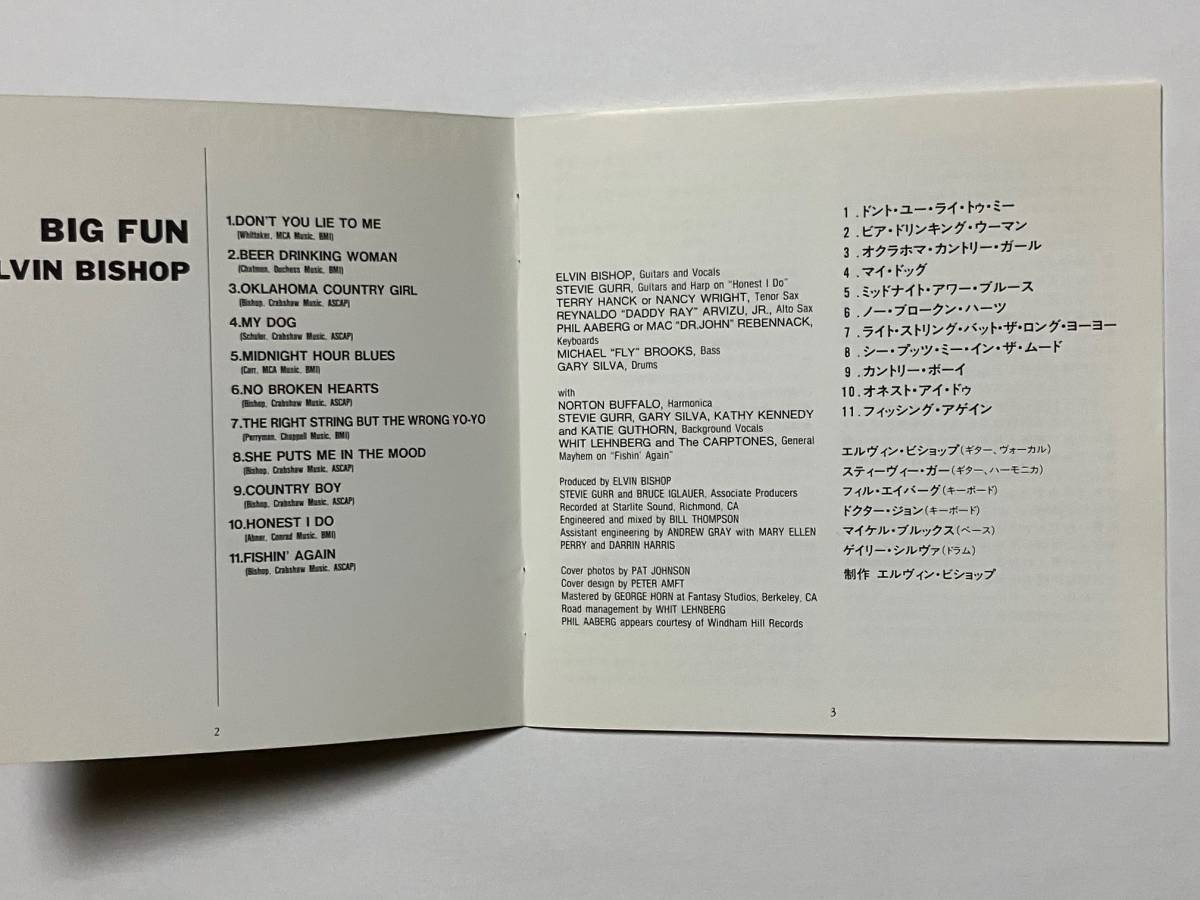 BIG FUN
LVIN BISHOP
1.DON'T YOU LIE TO ME
(Whittaker, MCA Music, BMI)
2.BEER DRINKING WOMAN
(Chatman, Duchess Music, BMI)
3.OKLAHOMA COUNTRY GIRL
(Bishop, Crabshaw Music, ASCAP)
4.MY DOG
(Schuler, Crabshaw Music, ASCAP)
5.MIDNIGHT HOUR BLUES
(Carr, MCA Music, BMI)
6.NO BROKEN HEARTS
(Bishop, Crabshaw Music, ASCAP)
7.THE RIGHT STRING BUT THE WRONG YO-YO
(Perryman, Chappell Music, BMI)
8.SHE PUTS ME IN THE MOOD
(Bishop, Crabshaw Music, ASCAP)
9.COUNTRY BOY
(Bishop, Crabshaw Music, ASCAP)
10.HONEST I DO
(Abner, Conrad Music, BMI)
11.FISHIN' AGAIN
(Bishop, Crabshaw Music, ASCAP)
2
ELVIN BISHOP, Guitars and Vocals
STEVIE GURR, Guitars and Harp on "Honest I Do"
TERRY HANCK or NANCY WRIGHT, Tenor Sax
REYNALDO "DADDY RAY" ARVIZU, JR., Alto Sax
PHIL AABERG or MAC "DR.JOHN" REBENNACK,
Keyboards
MICHAEL "FLY" BROOKS, Bass
GARY SILVA, Drums
with
NORTON BUFFALO, Harmonica
STEVIE GURR, GARY SILVA, KATHY KENNEDY
and KATIE GUTHORN, Background Vocals
WHIT LEHNBERG and The CARPTONES, General
Mayhem on "Fishin' Again"
Produced by ELVIN BISHOP
STEVIE GURR and BRUCE IGLAUER, Associate Producers
Recorded at Starlite Sound, Richmond, CA
Engineered and mixed by BILL THOMPSON
Assistant engineering by ANDREW GRAY with MARY ELLEN
PERRY and DARRIN HARRIS
Cover photos by PAT JOHNSON
Cover design by PETER AMFT
Mastered by GEORGE HORN at Fantasy Studios, Berkeley, CA
Road management by WHIT LEHNBERG
PHIL AABERG appears courtesy of Windham Hill Records
1.ドント・ユー・ライ・トゥ・ミー
2.ビア・ドリンキング・ウーマン
3.オクラホマ・カントリー・ガール
4.マイ・ドッグ
5.ミッドナイト・アワー・ブルース
6.ノー・ブロークン・ハーツ
7.ライト・ストリング・バット・ザ・ロング・ヨーヨー
8.シー・プッツ・ミー・イン・ザ・ムード
9.カントリー・ボーイ
10.オネスト・アイ・ドゥ
11.フィッシング・アゲイン
エルヴィン・ビショップ(ギター、ヴォーカル)
スティーヴィー・ガー(ギター、ハーモニカ)
フィル・エイバーグ(キーボード)
ドクター・ジョン(キーボード)
マイケル・ブルックス(ベース)
ゲイリー・シルヴァ(ドラム)
制作 エルヴィン・ビショップ
3